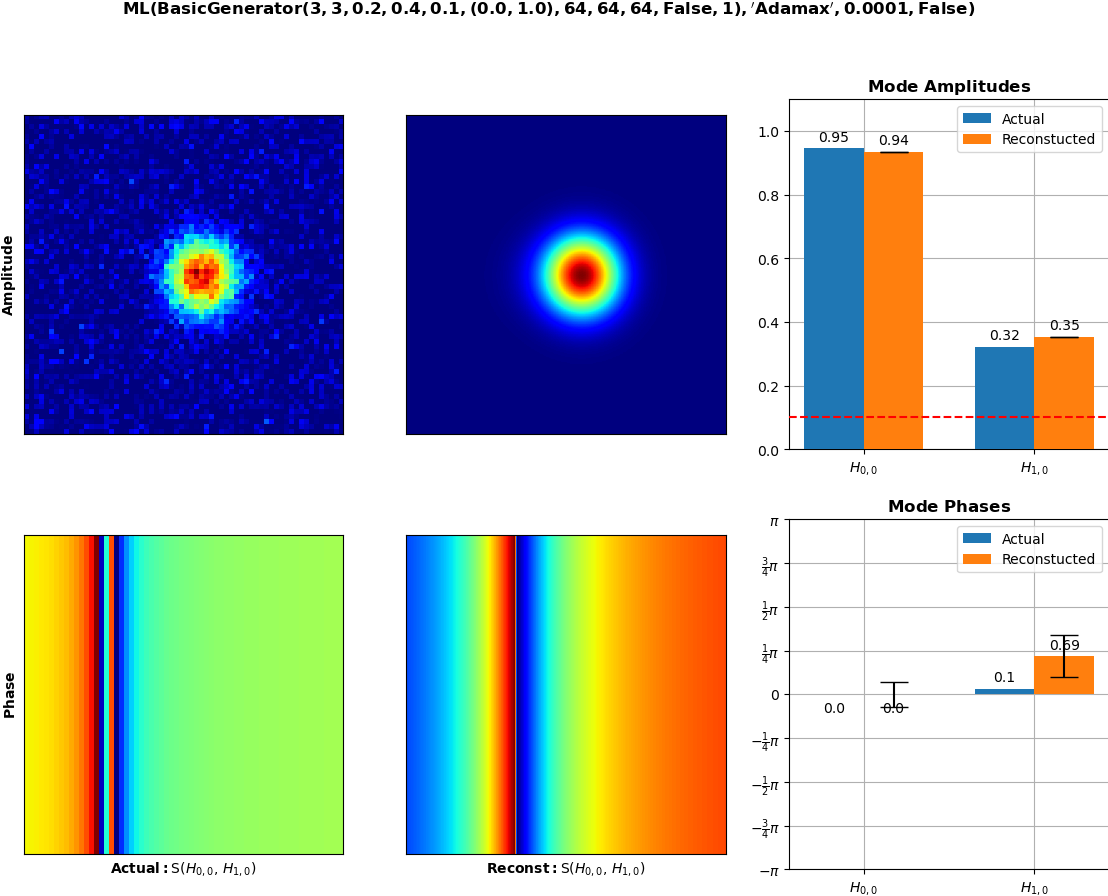 ML(BasicGenerator(3, 3, 0.2, 0.4, 0.1, (0.0, 1.0), 64, 64, 64, False, 1), ′Adamax′, 0.0001, False)
Amplitude
Mode Amplitudes
Actual
Reconstucted
1.0
0.8
0.6
0.4
0.2
0.0
0.95
0.94
0.32
0.35
H0, 0
H1, 0
Phase
Actual: S(H0, 0, H1, 0)
Reconst: S(H0, 0, H1, 0)
Mode Phases
Actual
Reconstucted
π
3/4π
1/2π
1/4π
0
−1/4π
−1/2π
−3/4π
−π
0.0
0.0
0.1
0.69
H0, 0
H1, 0